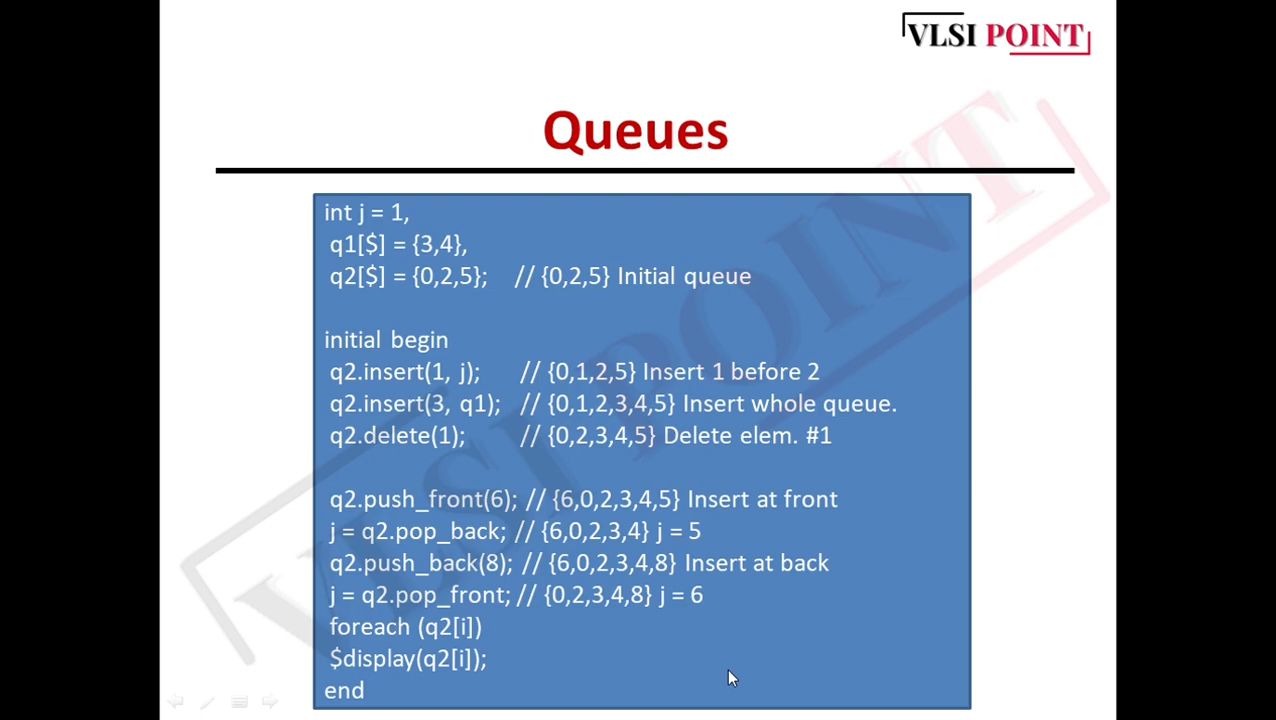 VLSI POINT
Queues
int j = 1,
q1[$] = {3,4},
q2[$] = {0,2,5}; // {0,2,5} Initial queue
initial begin
q2.insert(1, j); // {0,1,2,5} Insert 1 before 2
q2.insert(3, q1); // {0,1,2,3,4,5} Insert whole queue.
q2.delete(1); // {0,2,3,4,5} Delete elem. #1
q2.push_front(6); // {6,0,2,3,4,5} Insert at front
j = q2.pop_back; // {6,0,2,3,4} j = 5
q2.push_back(8); // {6,0,2,3,4,8} Insert at back
j = q2.pop_front; // {0,2,3,4,8} j = 6
foreach (q2[i])
$display(q2[i]);
end
VLSI POINT